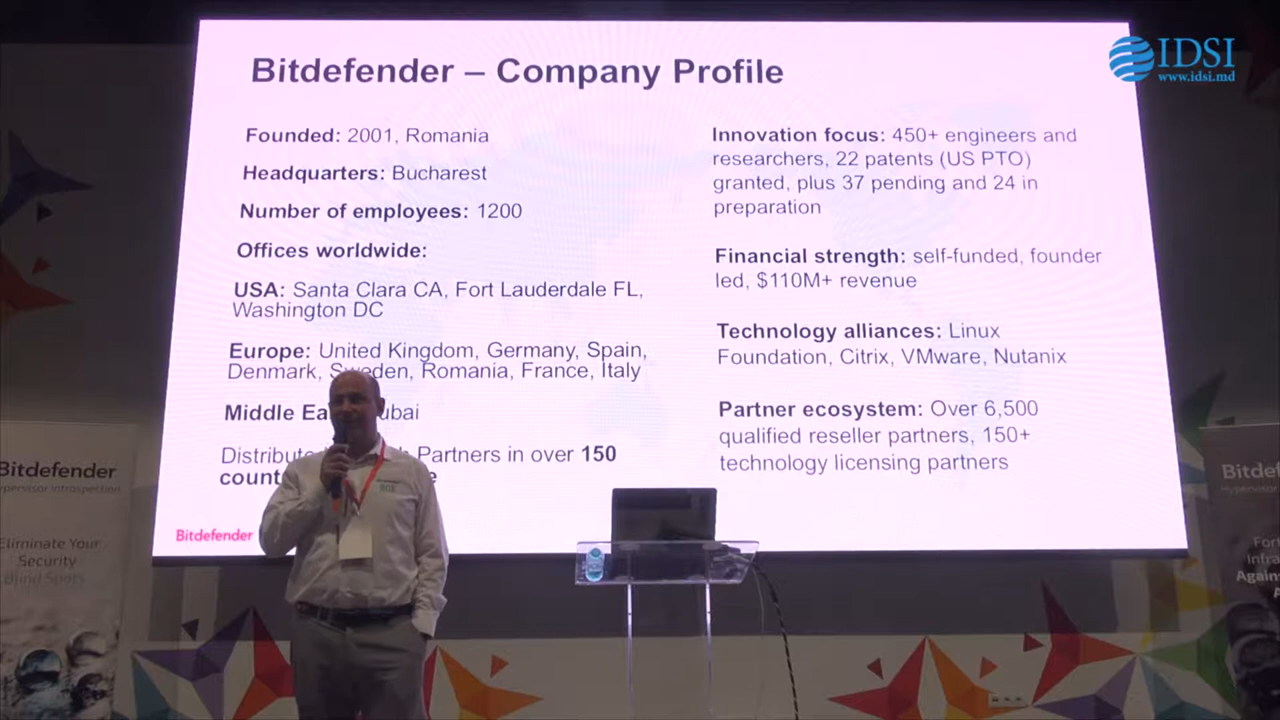 Bitdefender – Company Profile
IDSI
www.idsi.md
Founded: 2001, Romania
Headquarters: Bucharest
Number of employees: 1200
Offices worldwide:
USA: Santa Clara CA, Fort Lauderdale FL,
Washington DC
Europe: United Kingdom, Germany, Spain,
Denmark, Romania, France, Italy
Middle
Partners in over 150
Innovation focus: 450+ engineers and
researchers, 22 patents (US PTO)
granted, plus 37 pending and 24 in
preparation
Financial strength: self-funded, founder
led, $110M+ revenue
Technology alliances: Linux
Foundation, Citrix, VMware, Nutanix
Partner ecosystem: Over 6,500
qualified reseller partners, 150+
technology licensing partners
Bitdefender
Bitdefender
Hypervisor Introspection
Eliminate Your
Security
Blind Spots